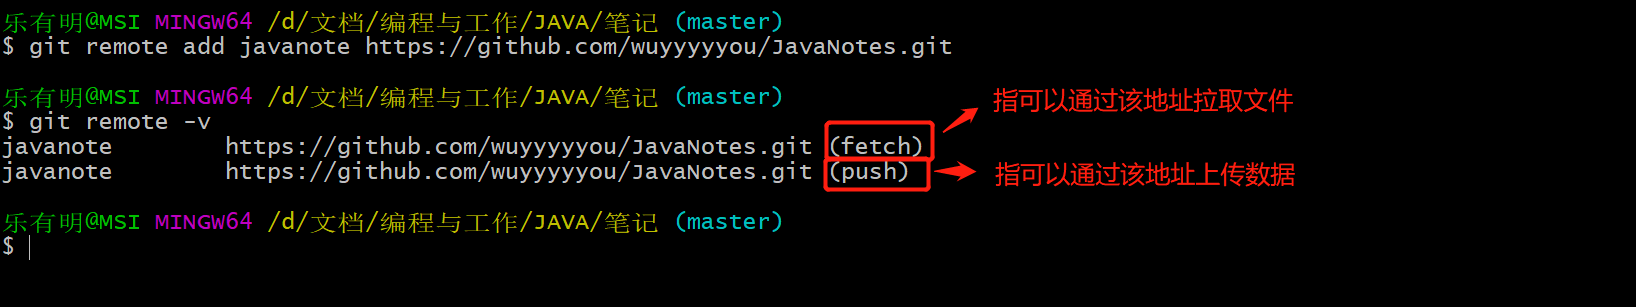 乐有明@MSI MINGW64 /d/文档/编程与工作/JAVA/笔记 (master)
$ git remote add javanote https://github.com/wuyyyyyou/JavaNotes.git
乐有明@MSI MINGW64 /d/文档/编程与工作/JAVA/笔记 (master)
$ git remote -v
javanote        https://github.com/wuyyyyyou/JavaNotes.git (fetch)
指可以通过该地址拉取文件
javanote        https://github.com/wuyyyyyou/JavaNotes.git (push)
指可以通过该地址上传数据
乐有明@MSI MINGW64 /d/文档/编程与工作/JAVA/笔记 (master)
$